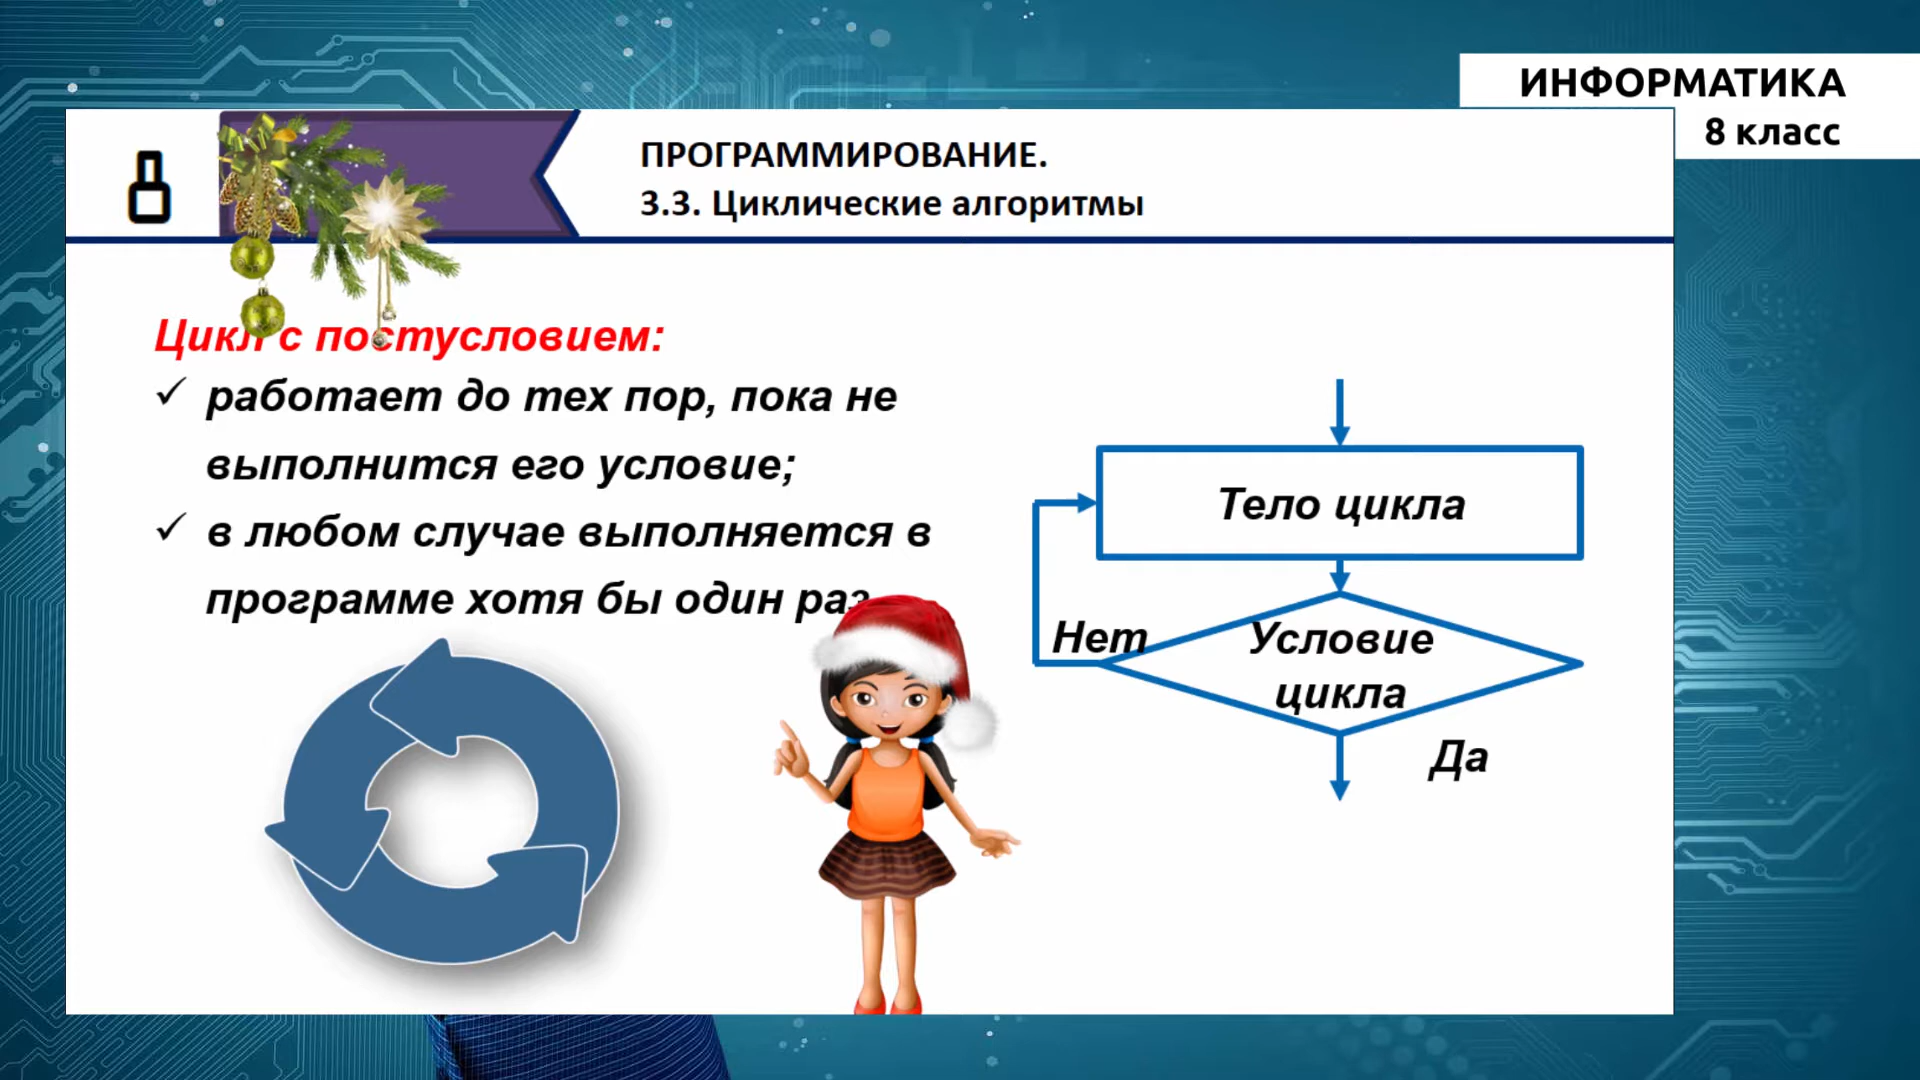 ИНФОРМАТИКА
8 класс
8
ПРОГРАММИРОВАНИЕ.
3.3. Циклические алгоритмы
Цикл с постусловием:
работает до тех пор, пока не
выполнится его условие;
в любом случае выполняется в
программе хотя бы один раз
Тело цикла
Нет
Условие
цикла
Да